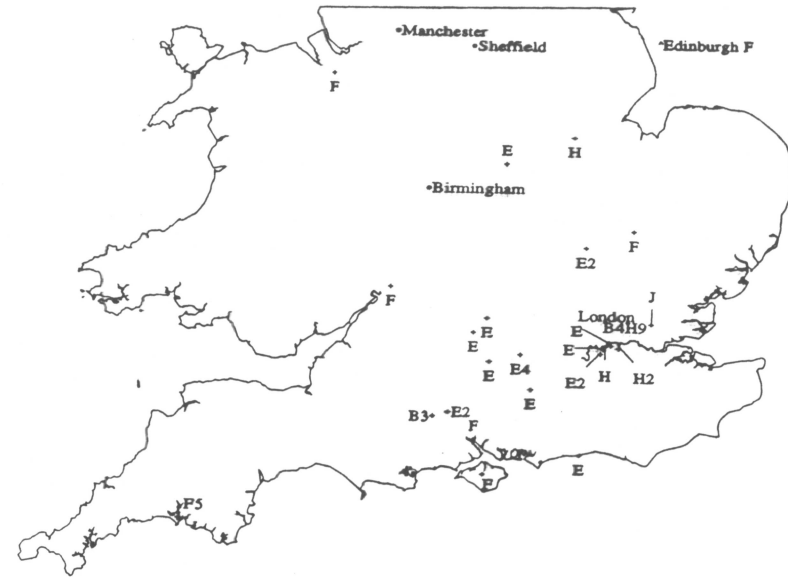 Manchester
Sheffield
Edinburgh F
F
E
H
Birmingham
E2
F
F
J
London
E
E
B4H9
E
E
E
E4
E2
H
H2
E
B3
E2
F
E
F5